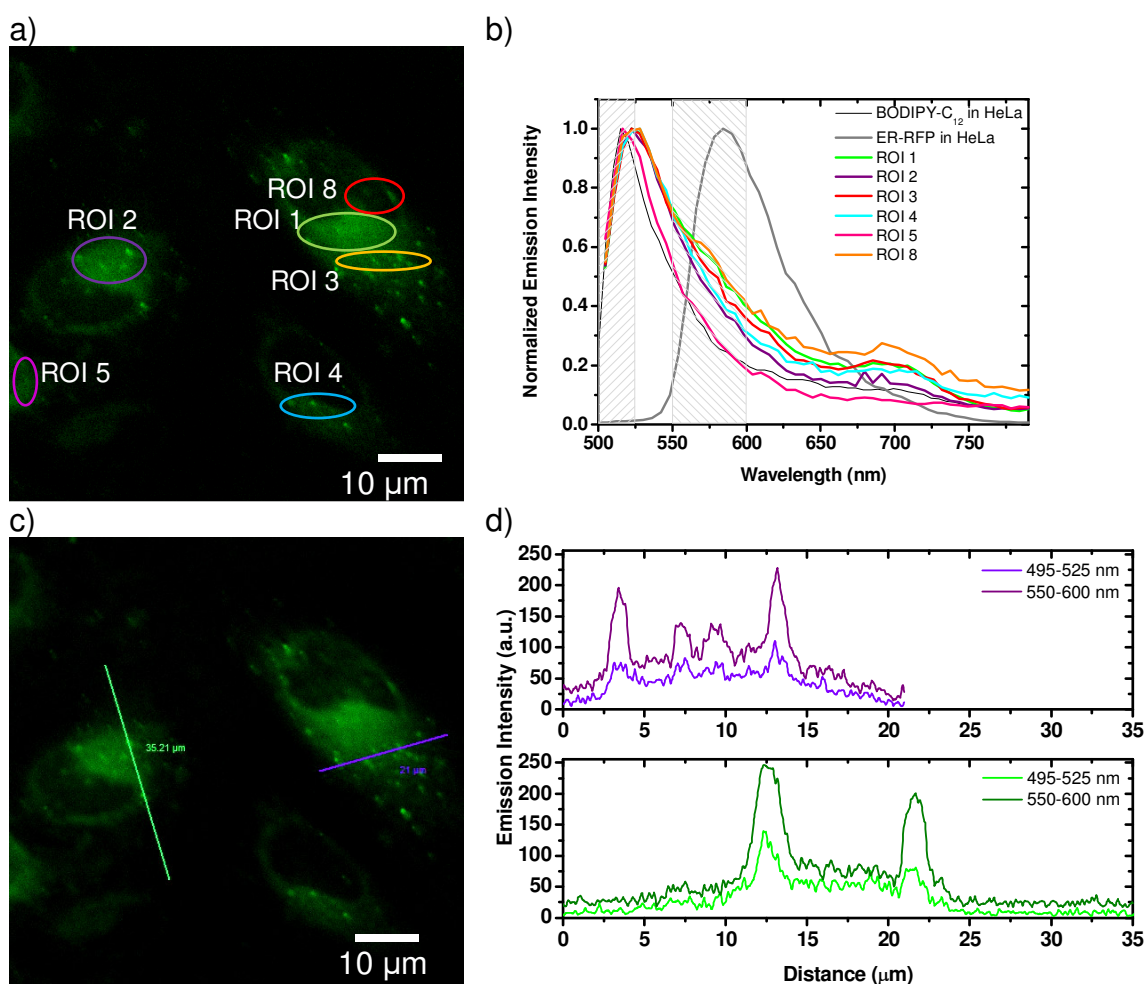 a)
ROI 8
ROI 2
ROI 1
ROI 3
ROI 5
ROI 4
10 µm
b)
Normalized Emission Intensity
1.0
0.8
0.6
0.4
0.2
0.0
500 550 600 650 700 750
Wavelength (nm)
BODIPY-C₁₂ in HeLa
ER-RFP in HeLa
ROI 1
ROI 2
ROI 3
ROI 4
ROI 5
ROI 8
c)
35.21 µm
21 µm
10 µm
d)
Emission Intensity (a.u.)
250
200
150
100
50
0
495-525 nm
550-600 nm
0 5 10 15 20 25 30 35
250
200
150
100
50
0
495-525 nm
550-600 nm
0 5 10 15 20 25 30 35
Distance (µm)